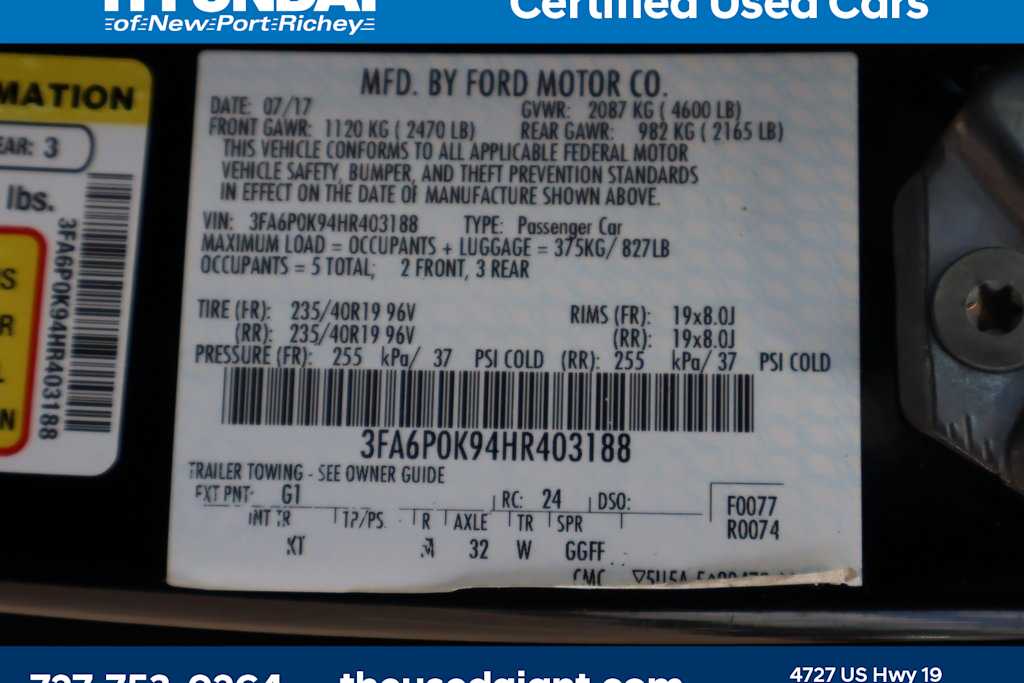 HYUNDAI
of New Port Richey
Certified Used Cars
MATION
EAR: 3
lbs.
3FA6P0K94HR403188
MFD. BY FORD MOTOR CO.
DATE: 07/17 GVWR: 2087 KG ( 4600 LB)
FRONT GAWR: 1120 KG ( 2470 LB) REAR GAWR: 982 KG ( 2165 LB)
THIS VEHICLE CONFORMS TO ALL APPLICABLE FEDERAL MOTOR
VEHICLE SAFETY, BUMPER, AND THEFT PREVENTION STANDARDS
IN EFFECT ON THE DATE OF MANUFACTURE SHOWN ABOVE.
VIN: 3FA6P0K94HR403188 TYPE: Passenger Car
MAXIMUM LOAD = OCCUPANTS + LUGGAGE = 375KG/ 827LB
OCCUPANTS = 5 TOTAL; 2 FRONT, 3 REAR
TIRE (FR): 235/40R19 96V RIMS (FR): 19x8.0J
(RR): 235/40R19 96V (RR): 19x8.0J
PRESSURE (FR): 255 kPa/ 37 PSI COLD (RR): 255 kPa/ 37 PSI COLD
3FA6P0K94HR403188
TRAILER TOWING - SEE OWNER GUIDE
EXT PNT: G1 RC: 24 DSO: F0077
R0074
INT TR TP/PS R AXLE TR SPR
XT M 32 W GGFF
CMC
4727 US Hwy 19